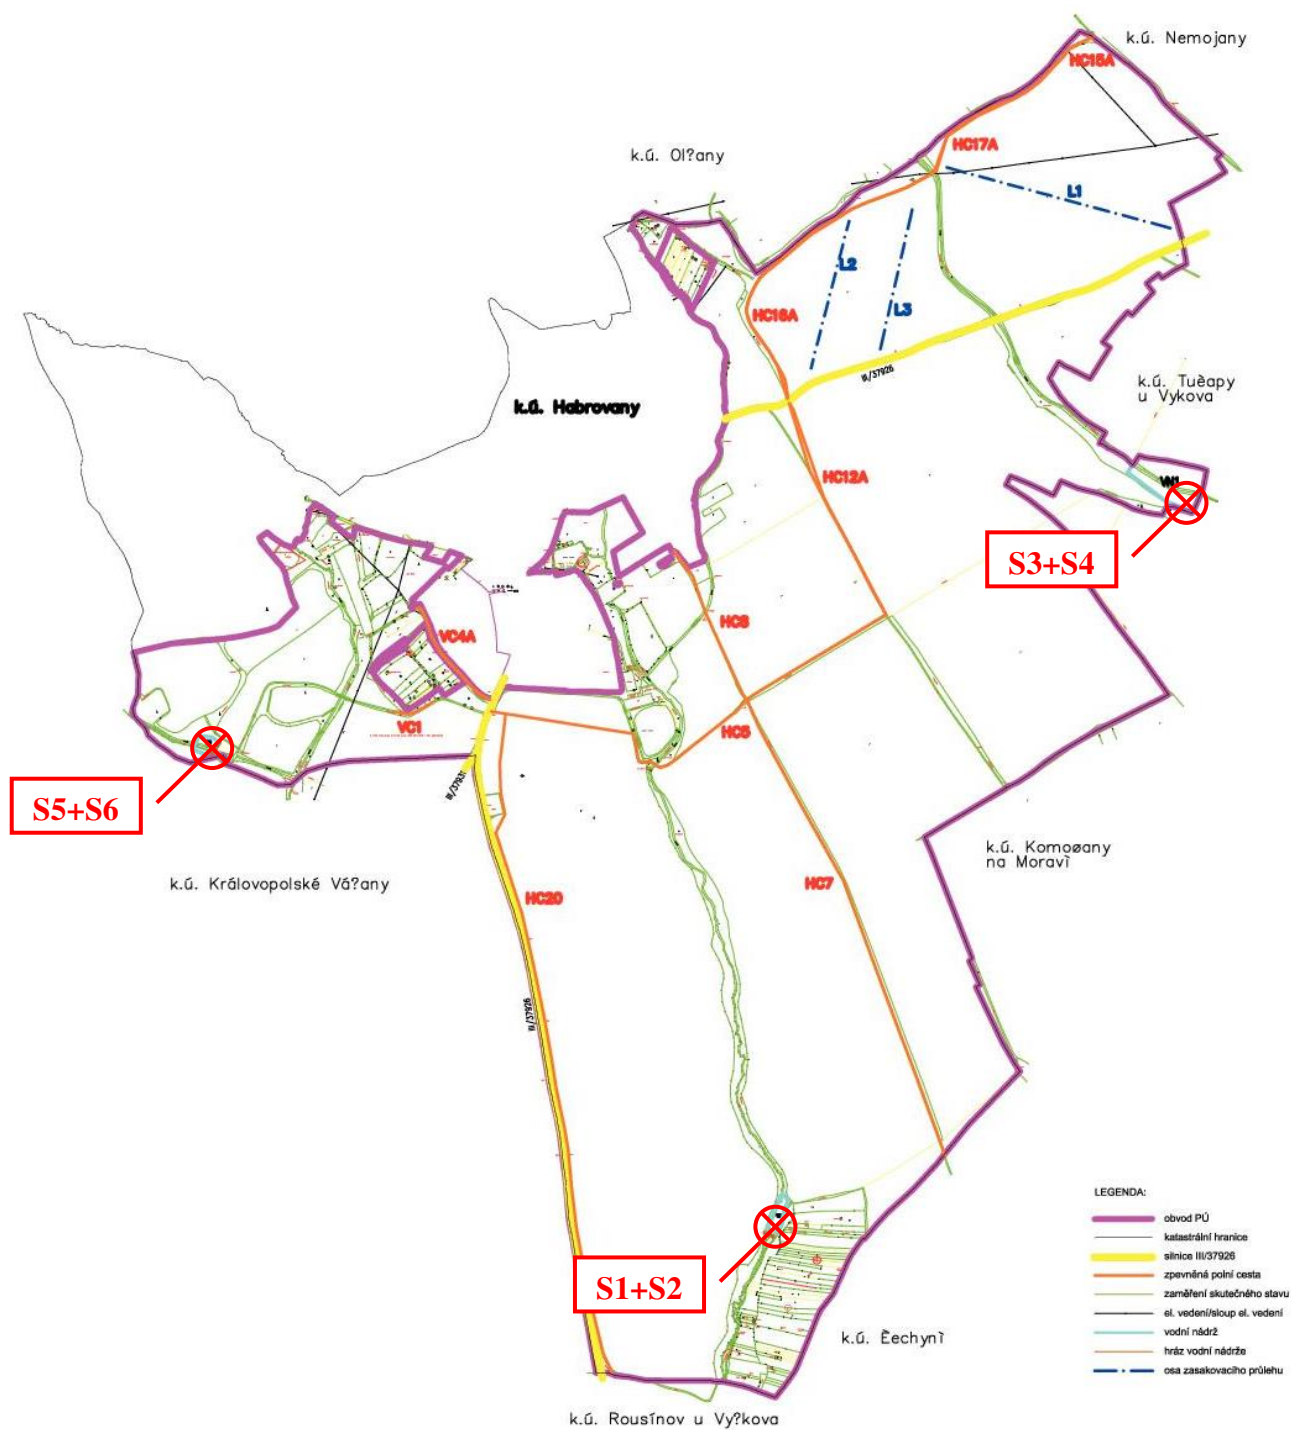 k.ú. Nemojany
HC15A
HC17A
k.ú. Ol?any
L1
L2
L3
HC16A
III/37926
k.ú. Tuèapy
u Vykova
k.ú. Habrovany
HC12A
VN1
S3+S4
HC8
VC4A
VC1
HC5
S5+S6
III/37931
k.ú. Komoøany
na Moravì
k.ú. Královopolské Vá?any
HC7
HC20
III/37926
LEGENDA:
obvod PÚ
katastrální hranice
silnice III/37926
zpevněná polní cesta
zaměření skutečného stavu
el. vedení/sloup el. vedení
vodní nádrž
hráz vodní nádrže
osa zasakovacího průlehu
S1+S2
k.ú. Èechynì
k.ú. Rousínov u Vy?kova